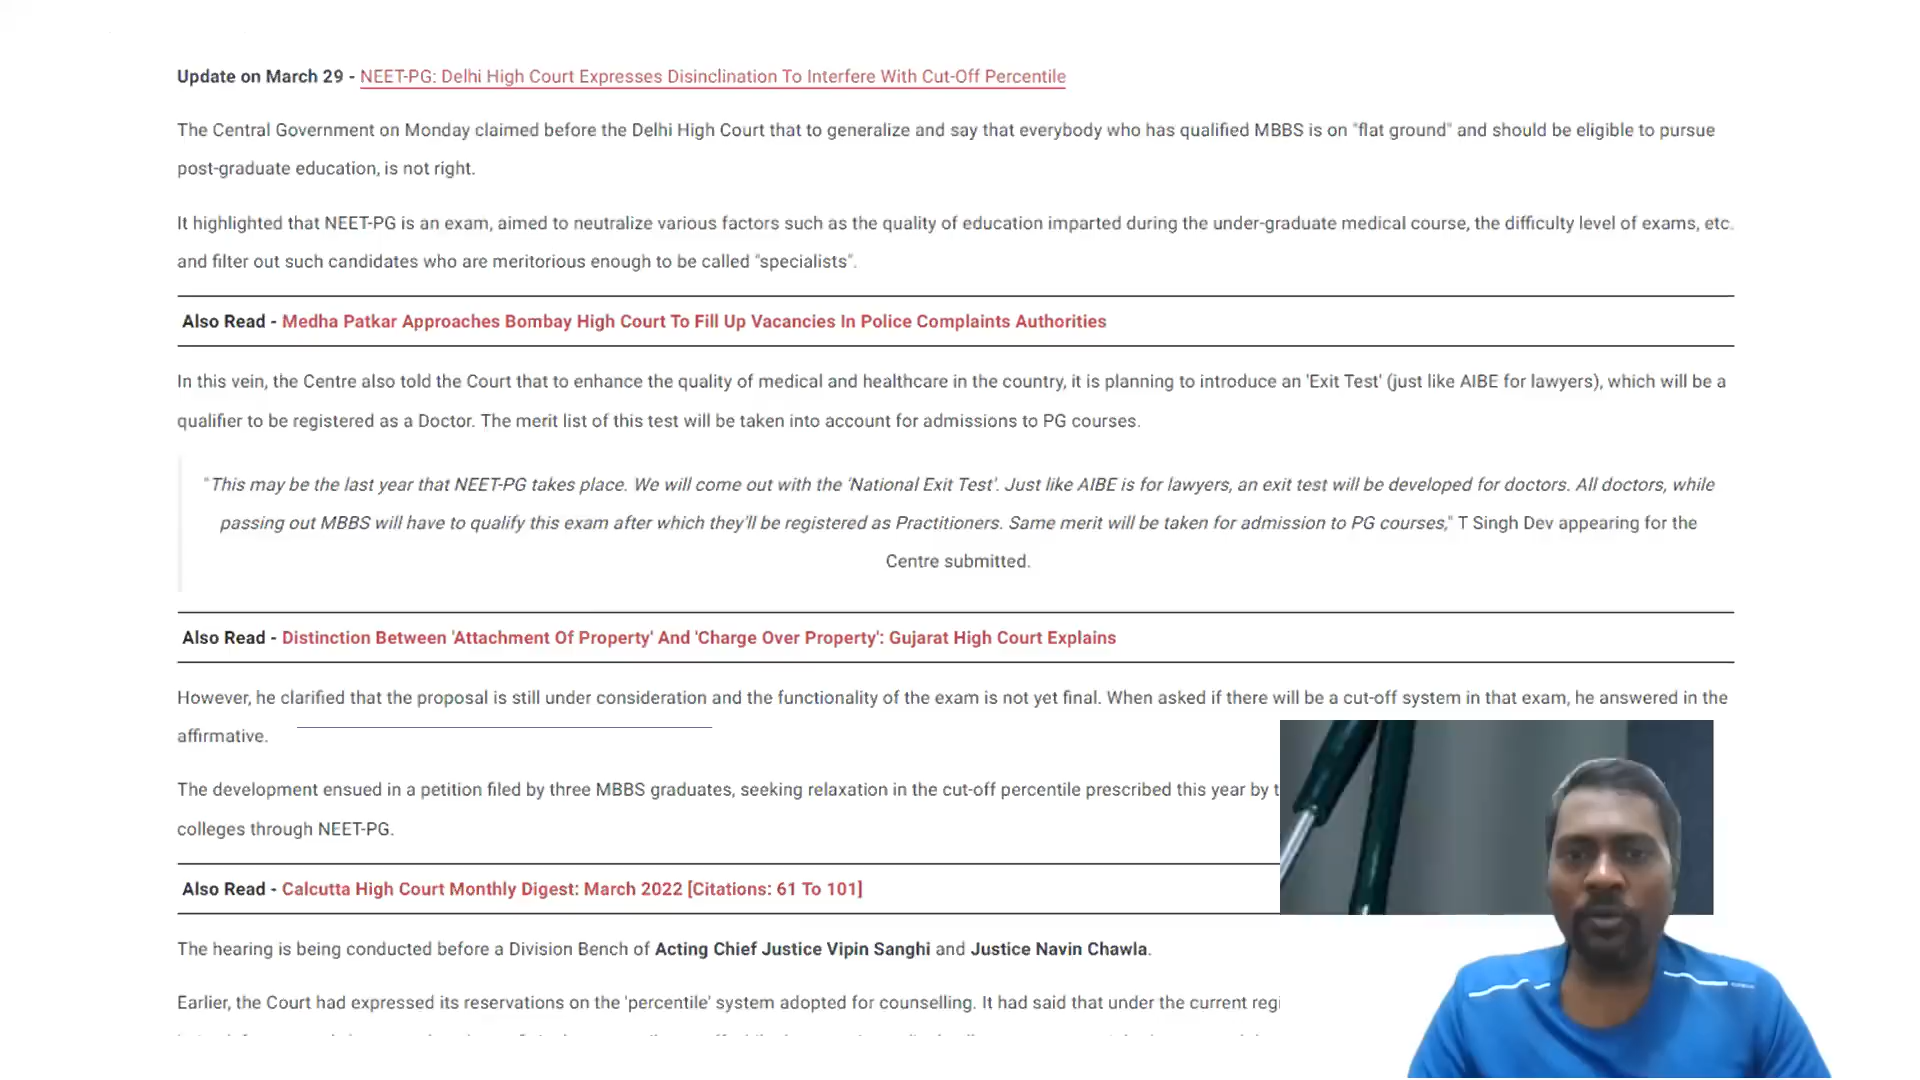 Update on March 29 - NEET-PG: Delhi High Court Expresses Disinclination To Interfere With Cut-Off Percentile
The Central Government on Monday claimed before the Delhi High Court that to generalize and say that everybody who has qualified MBBS is on "flat ground" and should be eligible to pursue
post-graduate education, is not right.
It highlighted that NEET-PG is an exam, aimed to neutralize various factors such as the quality of education imparted during the under-graduate medical course, the difficulty level of exams, etc.
and filter out such candidates who are meritorious enough to be called "specialists".
Also Read - Medha Patkar Approaches Bombay High Court To Fill Up Vacancies In Police Complaints Authorities
In this vein, the Centre also told the Court that to enhance the quality of medical and healthcare in the country, it is planning to introduce an 'Exit Test' (just like AIBE for lawyers), which will be a
qualifier to be registered as a Doctor. The merit list of this test will be taken into account for admissions to PG courses.
"This may be the last year that NEET-PG takes place. We will come out with the 'National Exit Test'. Just like AIBE is for lawyers, an exit test will be developed for doctors. All doctors, while
passing out MBBS will have to qualify this exam after which they'll be registered as Practitioners. Same merit will be taken for admission to PG courses," T Singh Dev appearing for the
Centre submitted.
Also Read - Distinction Between 'Attachment Of Property' And 'Charge Over Property': Gujarat High Court Explains
However, he clarified that the proposal is still under consideration and the functionality of the exam is not yet final. When asked if there will be a cut-off system in that exam, he answered in the
affirmative.
The development ensued in a petition filed by three MBBS graduates, seeking relaxation in the cut-off percentile prescribed this year by
colleges through NEET-PG.
Also Read - Calcutta High Court Monthly Digest: March 2022 [Citations: 61 To 101]
The hearing is being conducted before a Division Bench of Acting Chief Justice Vipin Sanghi and Justice Navin Chawla.
Earlier, the Court had expressed its reservations on the 'percentile' system adopted for counselling. It had said that under the current regi